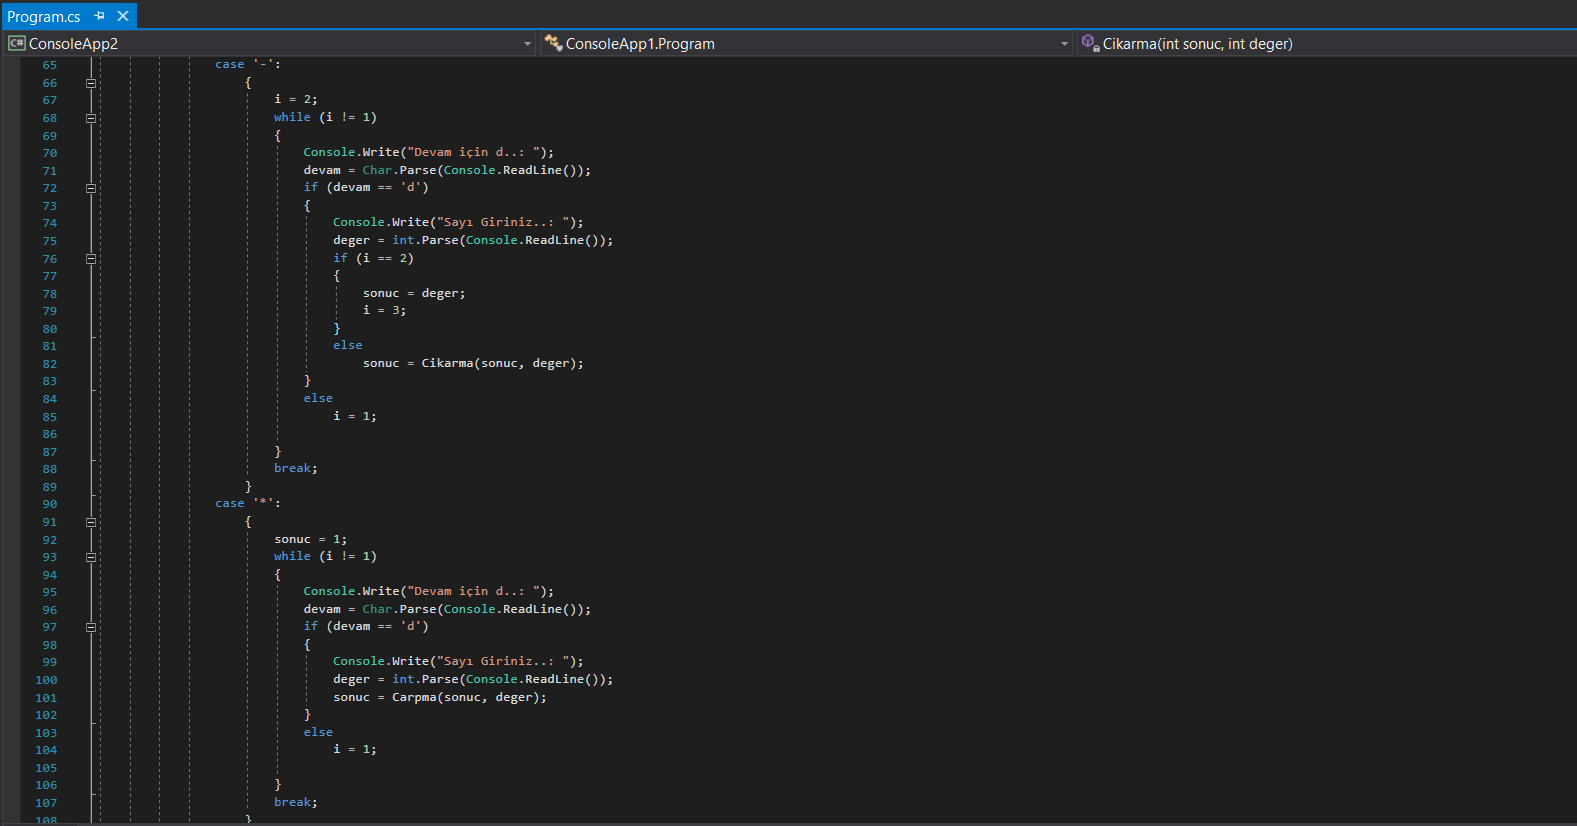 Program.cs
ConsoleApp2 ConsoleApp1.Program Cikarma(int sonuc, int deger)
65 case '-':
66 {
67 i = 2;
68 while (i != 1)
69 {
70 Console.Write("Devam için d..: ");
71 devam = Char.Parse(Console.ReadLine());
72 if (devam == 'd')
73 {
74 Console.Write("Sayı Giriniz..: ");
75 deger = int.Parse(Console.ReadLine());
76 if (i == 2)
77 {
78 sonuc = deger;
79 i = 3;
80 }
81 else
82 sonuc = Cikarma(sonuc, deger);
83 }
84 else
85 i = 1;
86
87 }
88 break;
89 }
90 case '*':
91 {
92 sonuc = 1;
93 while (i != 1)
94 {
95 Console.Write("Devam için d..: ");
96 devam = Char.Parse(Console.ReadLine());
97 if (devam == 'd')
98 {
99 Console.Write("Sayı Giriniz..: ");
100 deger = int.Parse(Console.ReadLine());
101 sonuc = Carpma(sonuc, deger);
102 }
103 else
104 i = 1;
105
106 }
107 break;
108 }